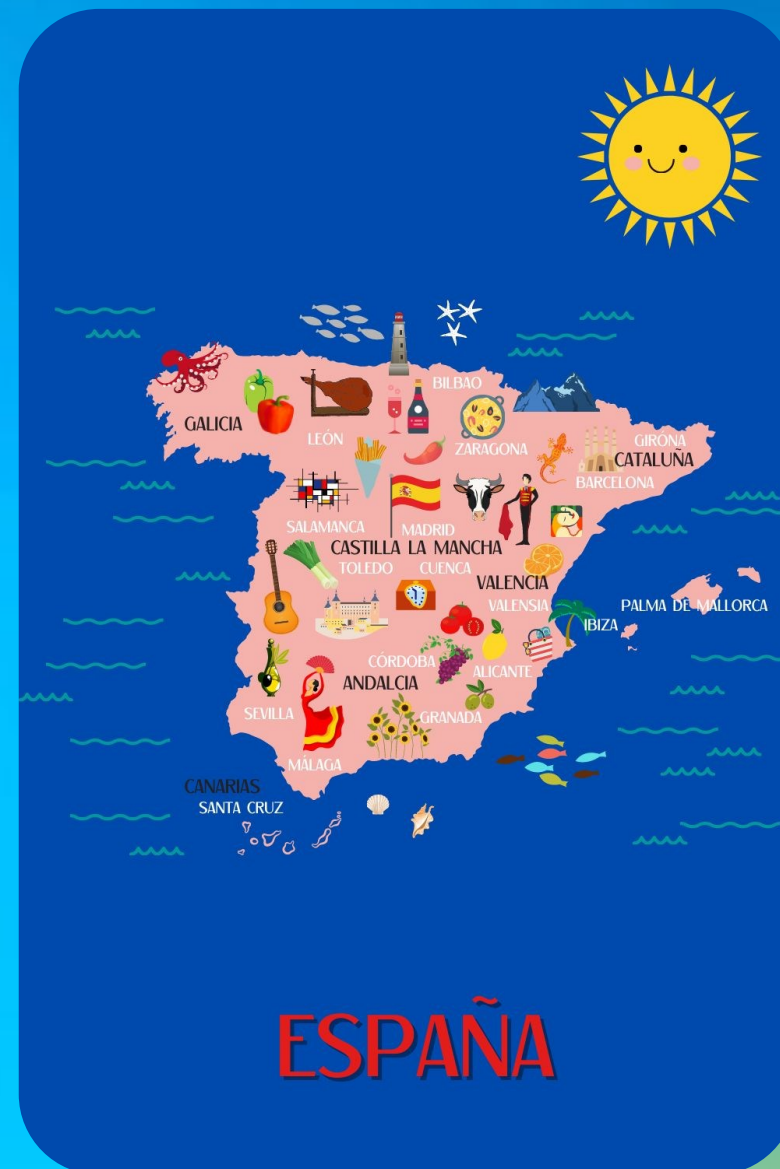 BILBAO
GALICIA
LEÓN
GIRONA
ZARAGONA
CATALUÑA
BARCELONA
SALAMANCA
MADRID
CASTILLA LA MANCHA
TOLEDO
CUENCA
VALENCIA
VALENSIA
PALMA DE MALLORCA
IBIZA
CÓRDOBA
ALICANTE
ANDALCIA
SEVILLA
GRANADA
MÁLAGA
CANARIAS
SANTA CRUZ
ESPAÑA